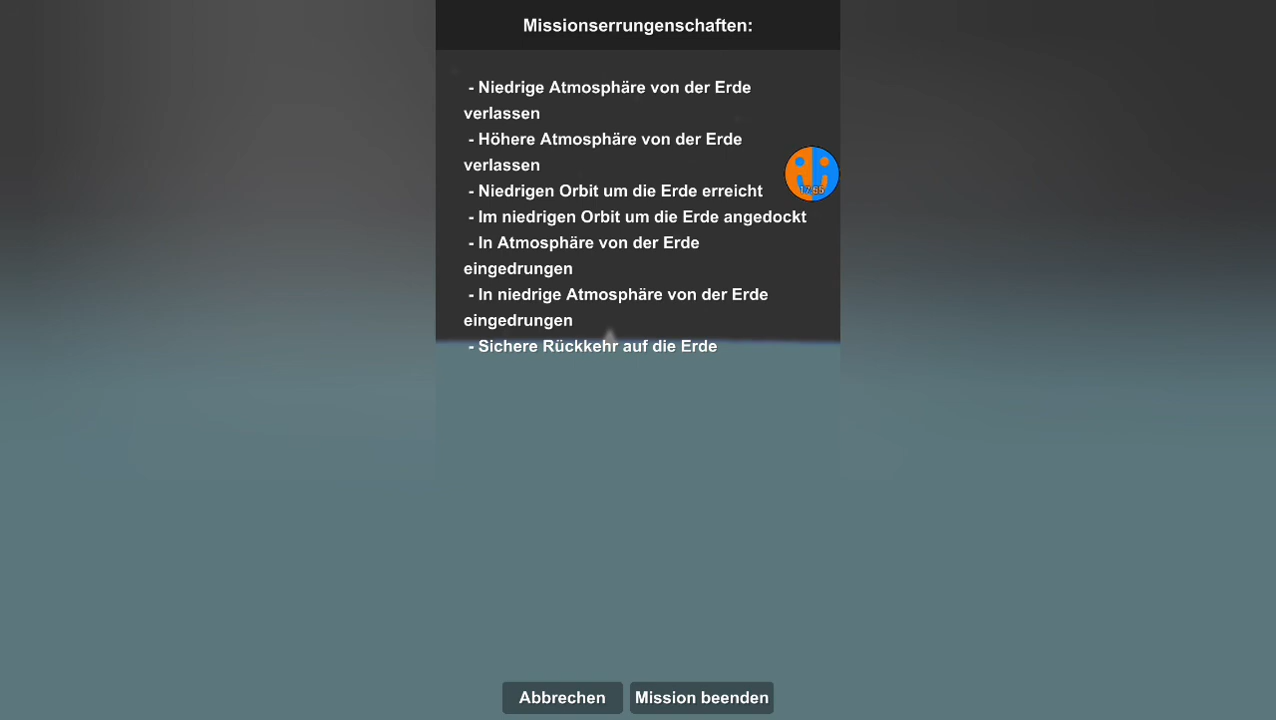 Missionserrungenschaften:
- Niedrige Atmosphäre von der Erde
verlassen
- Höhere Atmosphäre von der Erde
verlassen
- Niedrigen Orbit um die Erde erreicht
- Im niedrigen Orbit um die Erde angedockt
- In Atmosphäre von der Erde
eingedrungen
- In niedrige Atmosphäre von der Erde
eingedrungen
- Sichere Rückkehr auf die Erde
Abbrechen
Mission beenden